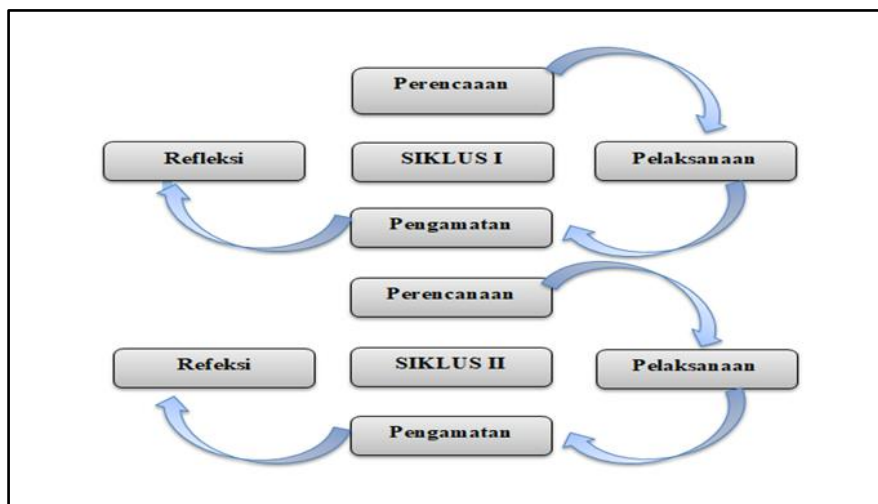 Perencaaan
Refleksi
SIKLUS I
Pelaksanaan
Pengamatan
Perencanaan
Refeksi
SIKLUS II
Pelaksanaan
Pengamatan